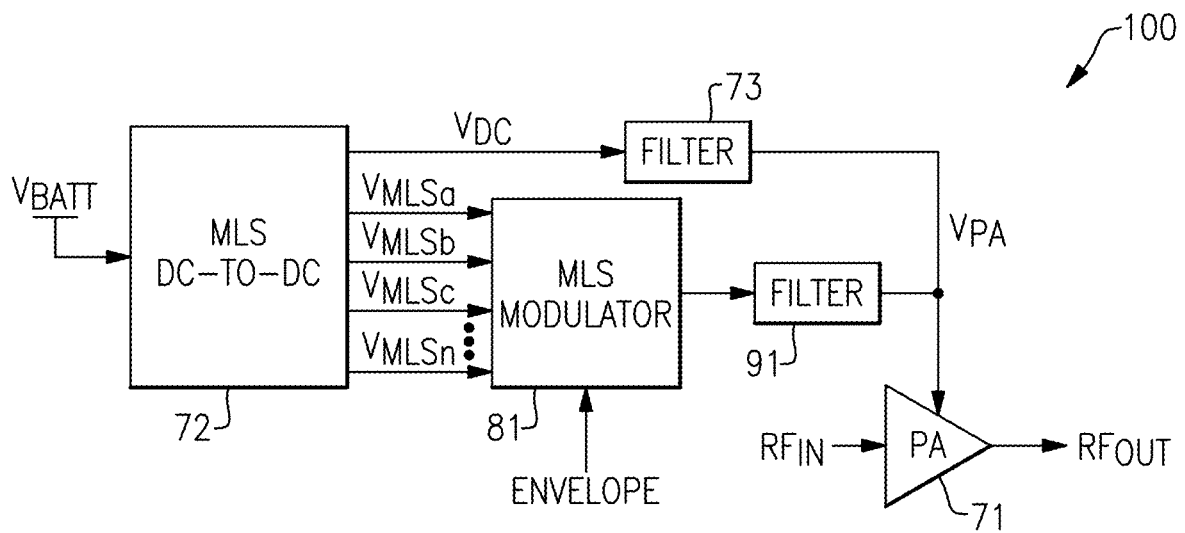 100
73
VDC
FILTER
VBATT
MLS
DC-TO-DC
VMLSa
VMLSb
VMLSc
VMLSn
MLS
MODULATOR
VPA
FILTER
91
72
81
ENVELOPE
RFIN
PA
RFOUT
71